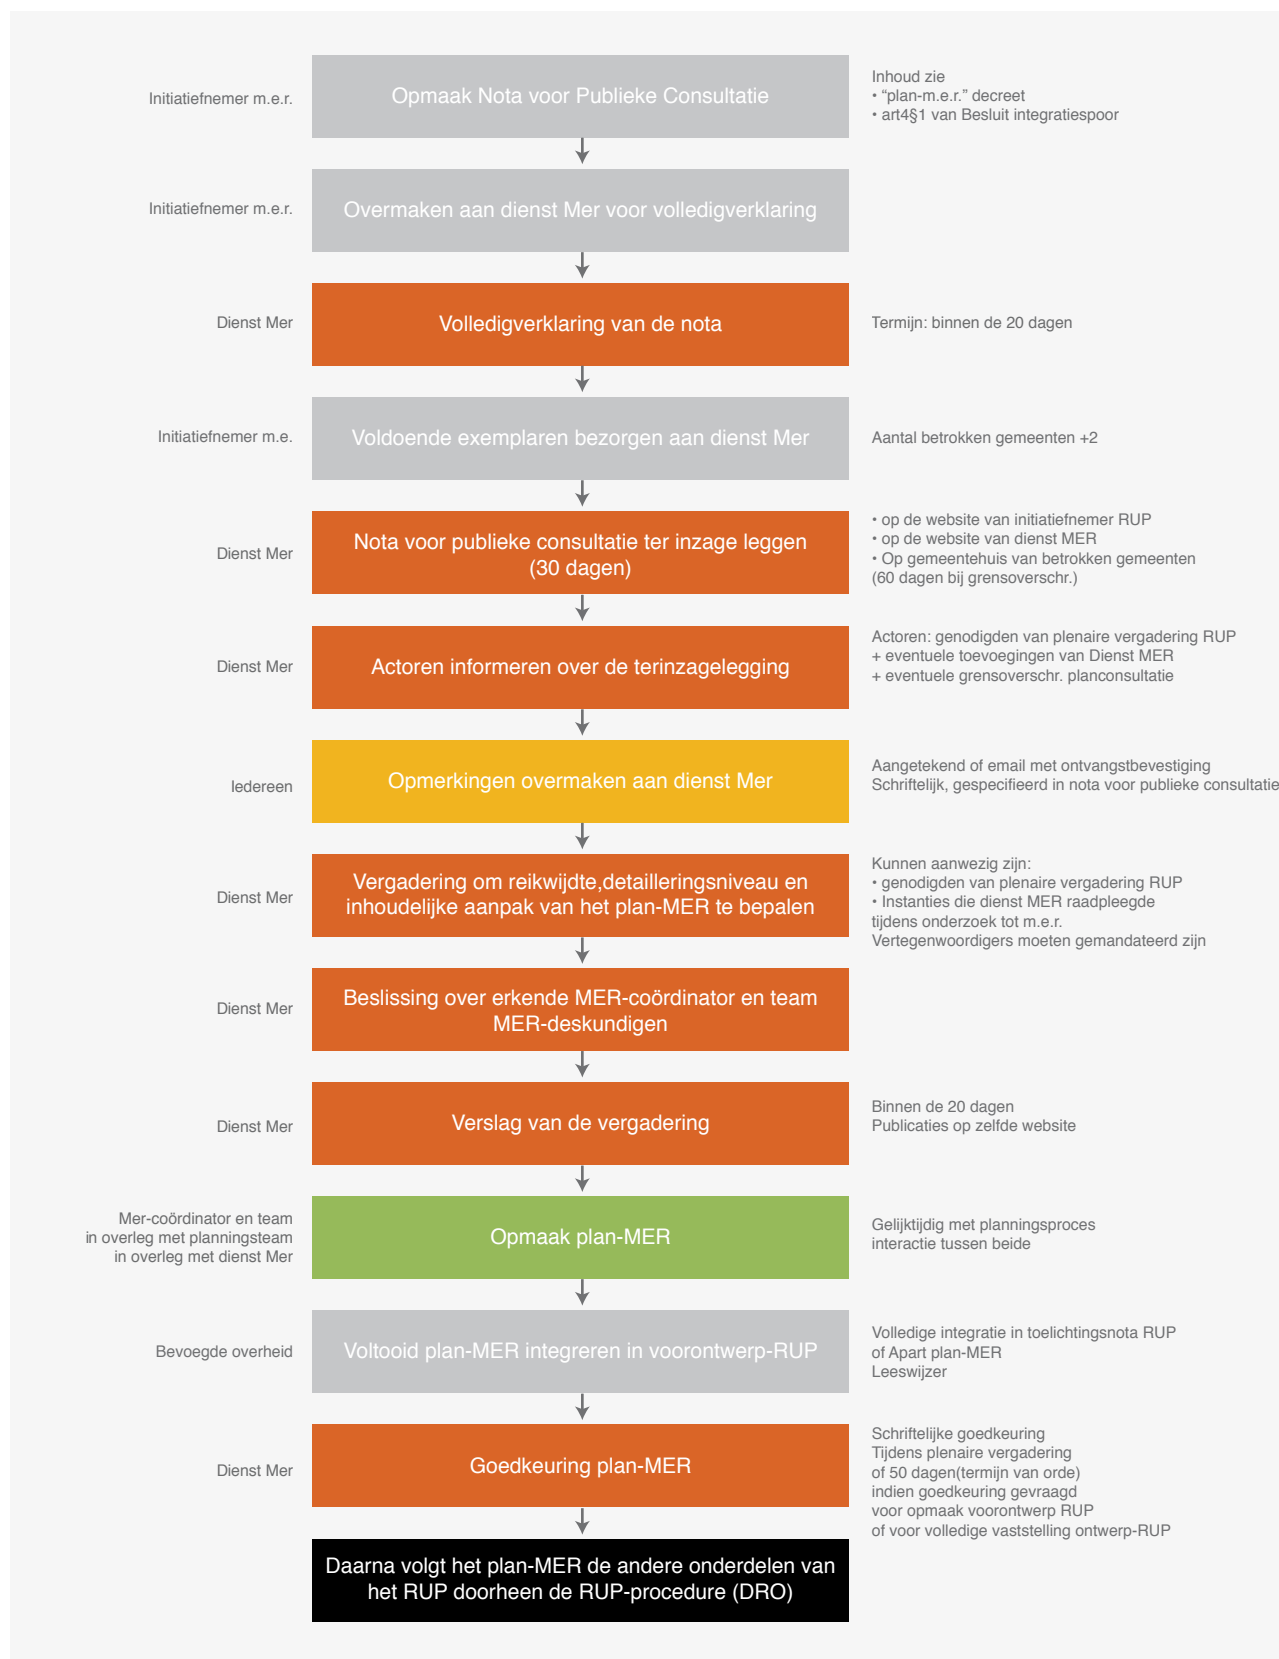 Initiatiefnemer m.e.r.
Opmaak Nota voor Publieke Consultatie
Inhoud zie
• “plan-m.e.r.” decreet
• art4§1 van Besluit integratiespoor
Initiatiefnemer m.e.r.
Overmaken aan dienst Mer voor volledigverklaring
Dienst Mer
Volledigverklaring van de nota
Termijn: binnen de 20 dagen
Initiatiefnemer m.e.
Voldoende exemplaren bezorgen aan dienst Mer
Aantal betrokken gemeenten +2
Dienst Mer
Nota voor publieke consultatie ter inzage leggen
(30 dagen)
• op de website van initiatiefnemer RUP
• op de website van dienst MER
• Op gemeentehuis van betrokken gemeenten
(60 dagen bij grensoverschr.)
Dienst Mer
Actoren informeren over de terinzagelegging
Actoren: genodigden van plenaire vergadering RUP
+ eventuele toevoegingen van Dienst MER
+ eventuele grensoverschr. planconsultatie
Iedereen
Opmerkingen overmaken aan dienst Mer
Aangetekend of email met ontvangstbevestiging
Schriftelijk, gespecifieerd in nota voor publieke consultatie
Dienst Mer
Vergadering om reikwijdte,detailleringsniveau en
inhoudelijke aanpak van het plan-MER te bepalen
Kunnen aanwezig zijn:
• genodigden van plenaire vergadering RUP
• Instanties die dienst MER raadpleegde
tijdens onderzoek tot m.e.r.
Vertegenwoordigers moeten gemandateerd zijn
Dienst Mer
Beslissing over erkende MER-coördinator en team
MER-deskundigen
Dienst Mer
Verslag van de vergadering
Binnen de 20 dagen
Publicaties op zelfde website
Mer-coördinator en team
in overleg met planningsteam
in overleg met dienst Mer
Opmaak plan-MER
Gelijktijdig met planningsproces
interactie tussen beide
Bevoegde overheid
Voltooid plan-MER integreren in voorontwerp-RUP
Volledige integratie in toelichtingsnota RUP
of Apart plan-MER
Leeswijzer
Dienst Mer
Goedkeuring plan-MER
Schriftelijke goedkeuring
Tijdens plenaire vergadering
of 50 dagen(termijn van orde)
indien goedkeuring gevraagd
voor opmaak voorontwerp RUP
of voor volledige vaststelling ontwerp-RUP
Daarna volgt het plan-MER de andere onderdelen van
het RUP doorheen de RUP-procedure (DRO)